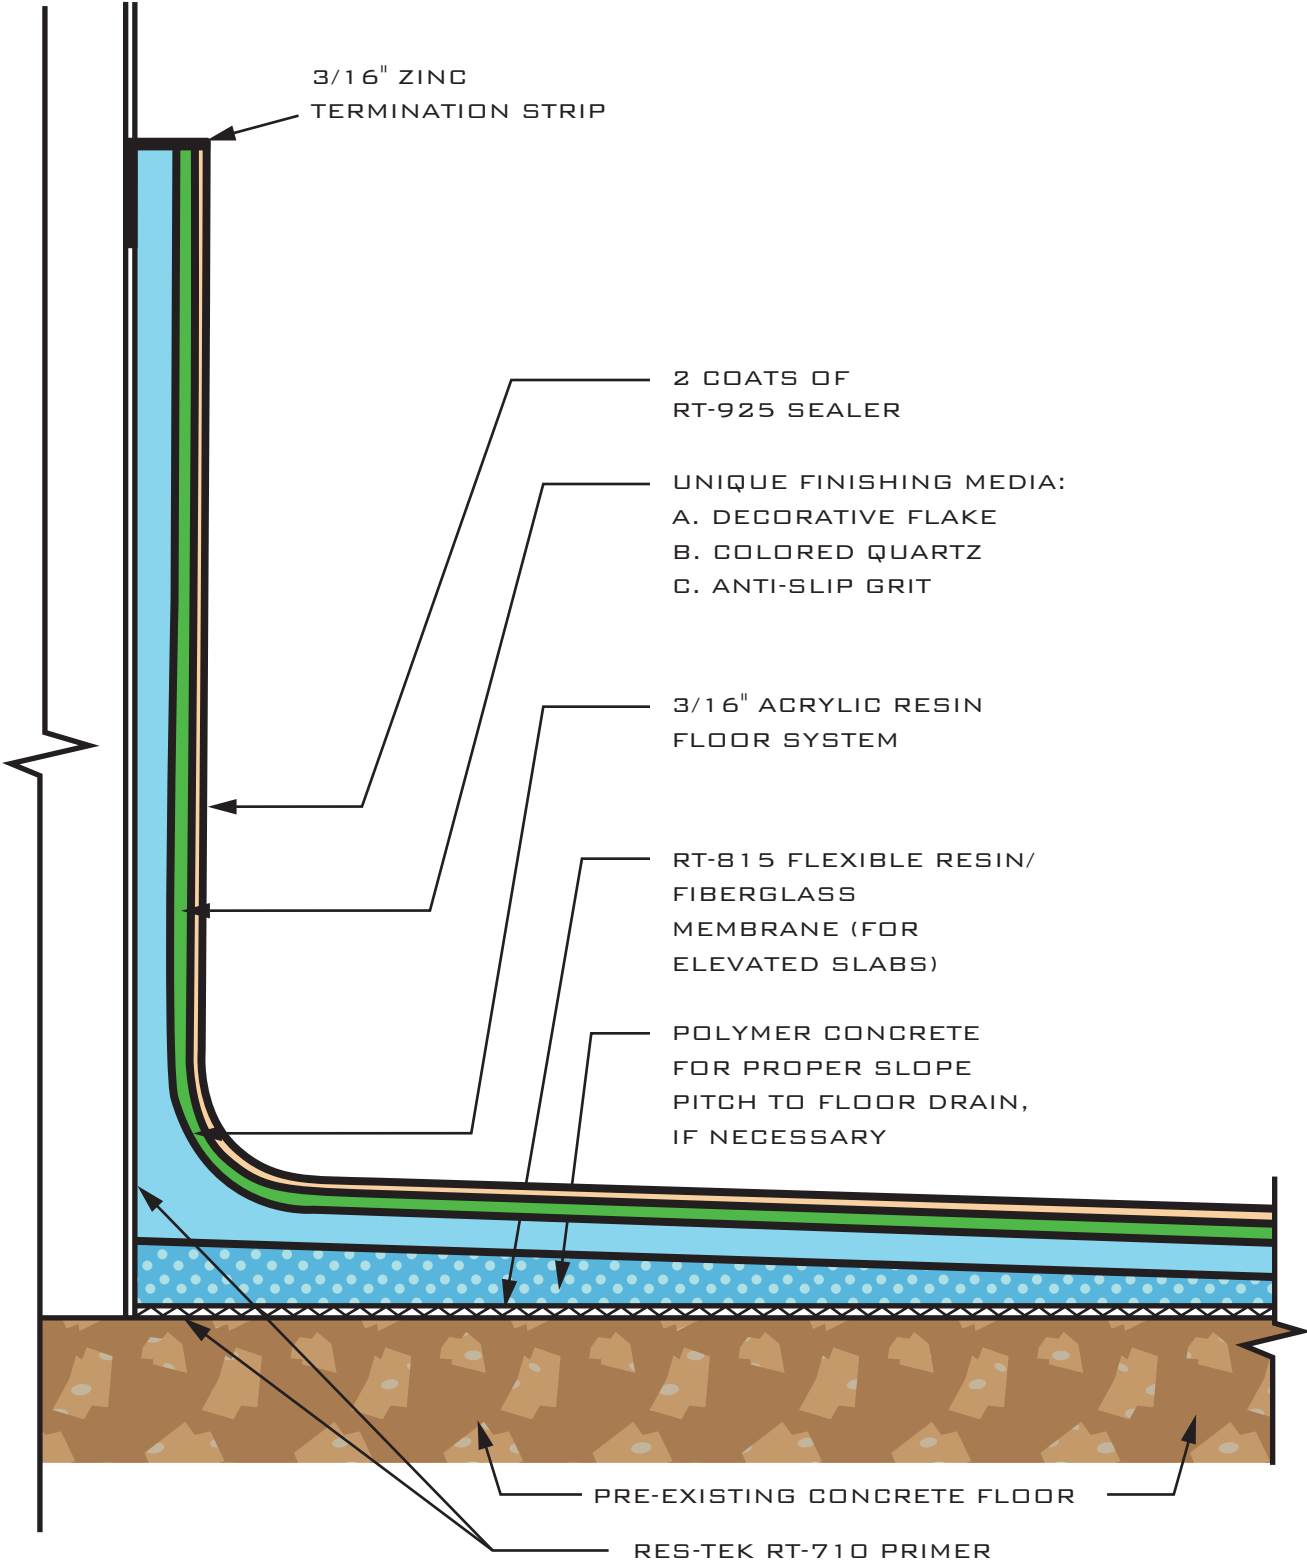 3/16" ZINC
TERMINATION STRIP
2 COATS OF
RT-925 SEALER
UNIQUE FINISHING MEDIA:
A. DECORATIVE FLAKE
B. COLORED QUARTZ
C. ANTI-SLIP GRIT
3/16" ACRYLIC RESIN
FLOOR SYSTEM
RT-815 FLEXIBLE RESIN/
FIBERGLASS
MEMBRANE (FOR
ELEVATED SLABS)
POLYMER CONCRETE
FOR PROPER SLOPE
PITCH TO FLOOR DRAIN,
IF NECESSARY
PRE-EXISTING CONCRETE FLOOR
RES-TEK RT-710 PRIMER